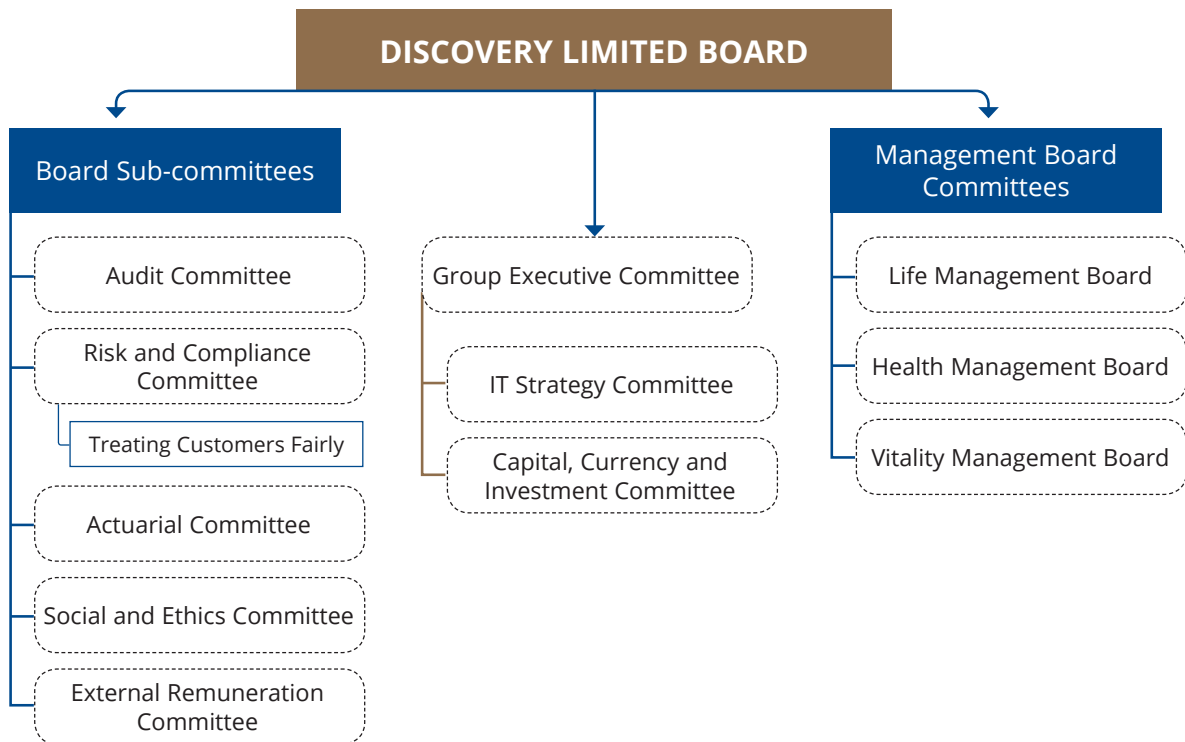 DISCOVERY LIMITED BOARD
Board Sub-committees
Audit Committee
Risk and Compliance
Committee
Treating Customers Fairly
Actuarial Committee
Social and Ethics Committee
External Remuneration
Committee
Group Executive Committee
IT Strategy Committee
Capital, Currency and
Investment Committee
Management Board
Committees
Life Management Board
Health Management Board
Vitality Management Board